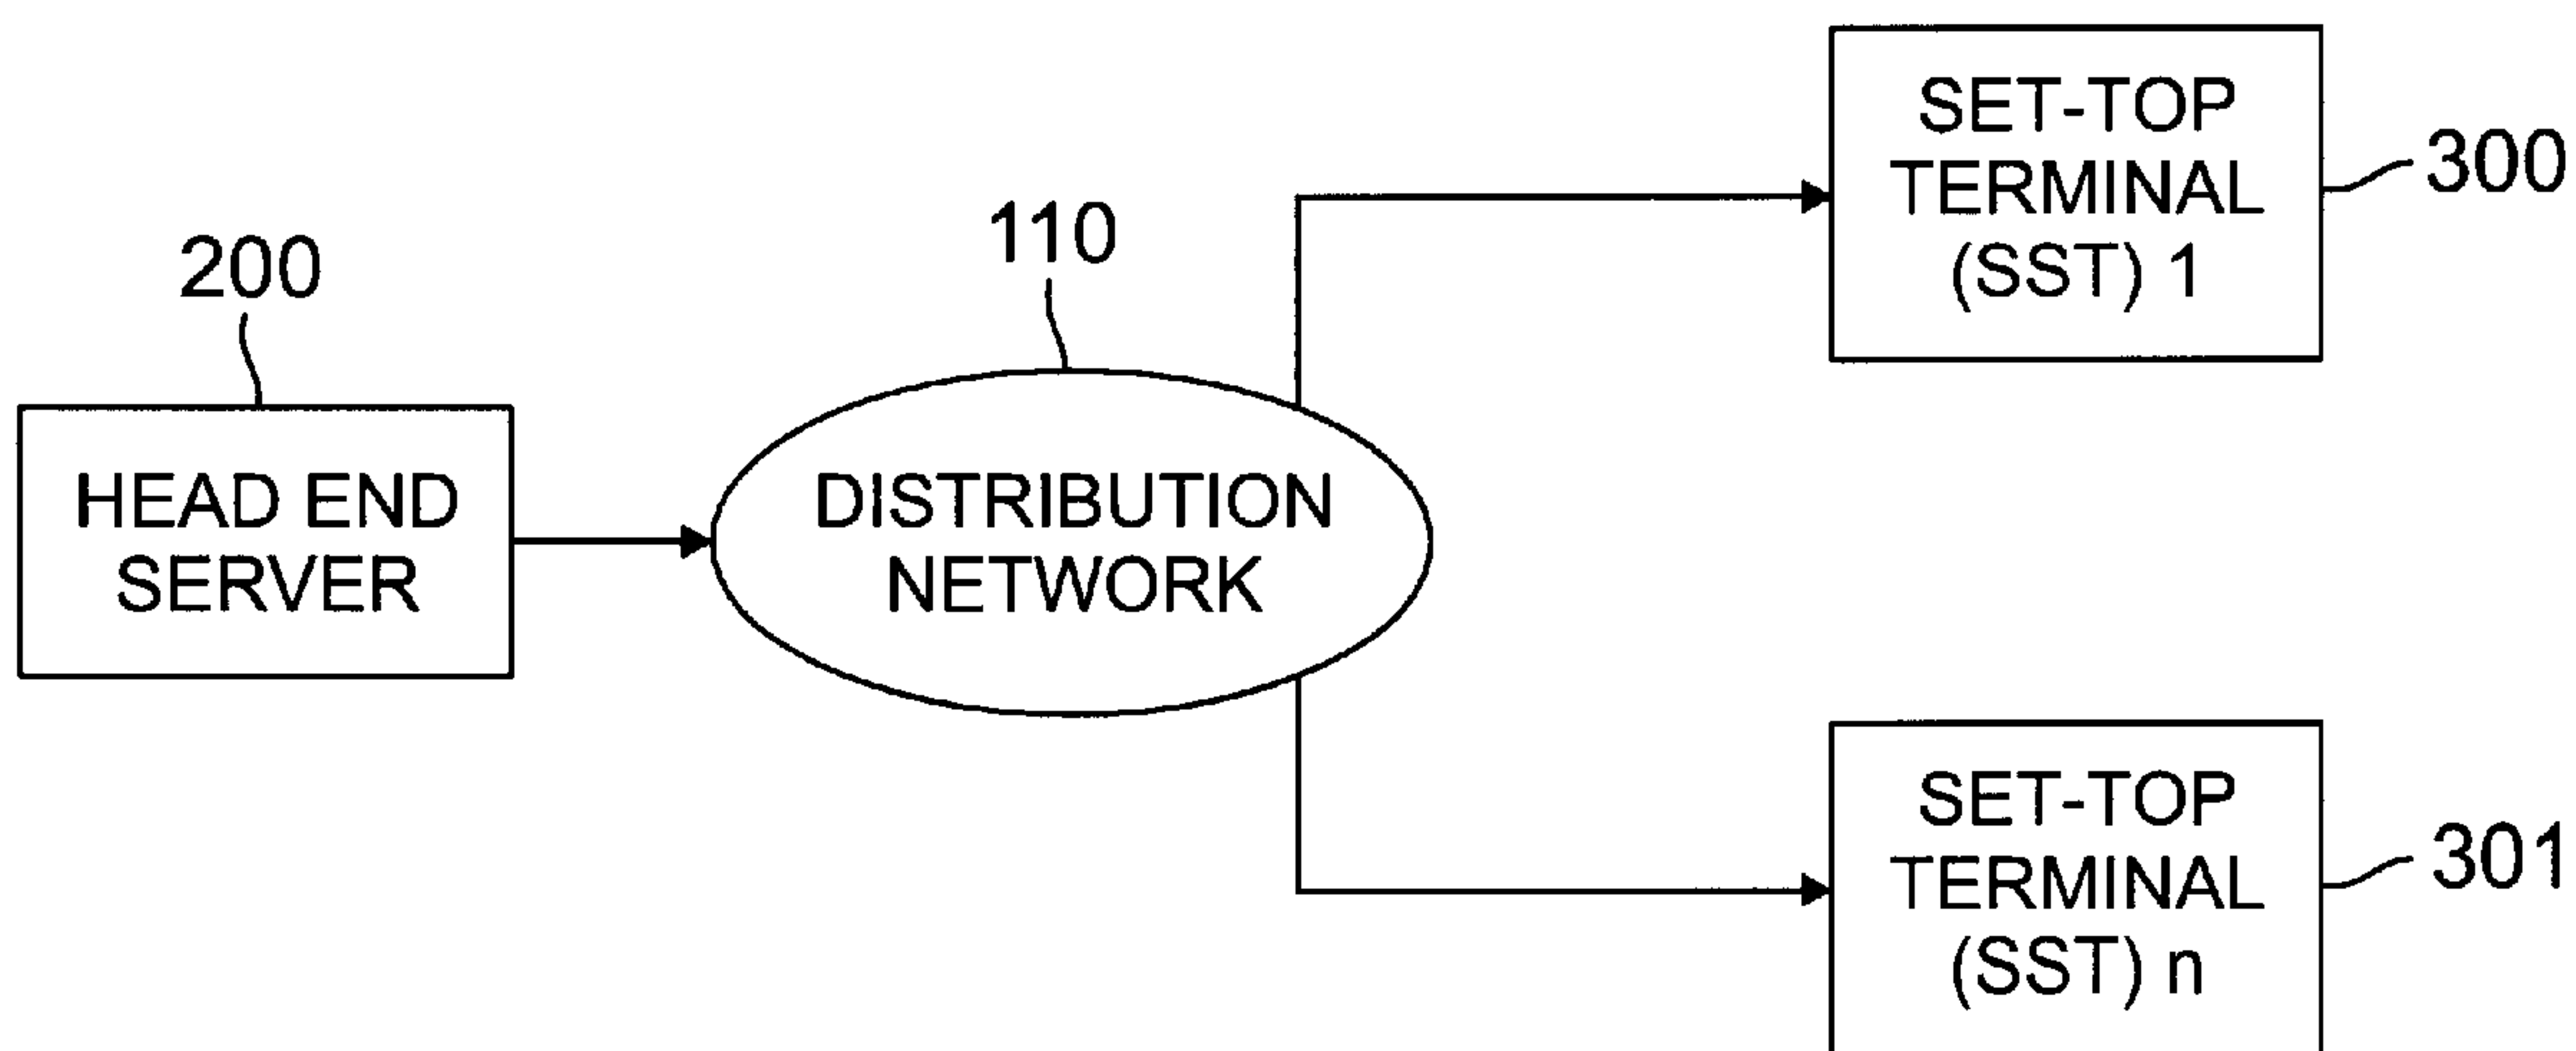 200
HEAD END
SERVER
110
DISTRIBUTION
NETWORK
SET-TOP
TERMINAL
(SST) 1
300
SET-TOP
TERMINAL
(SST) n
301